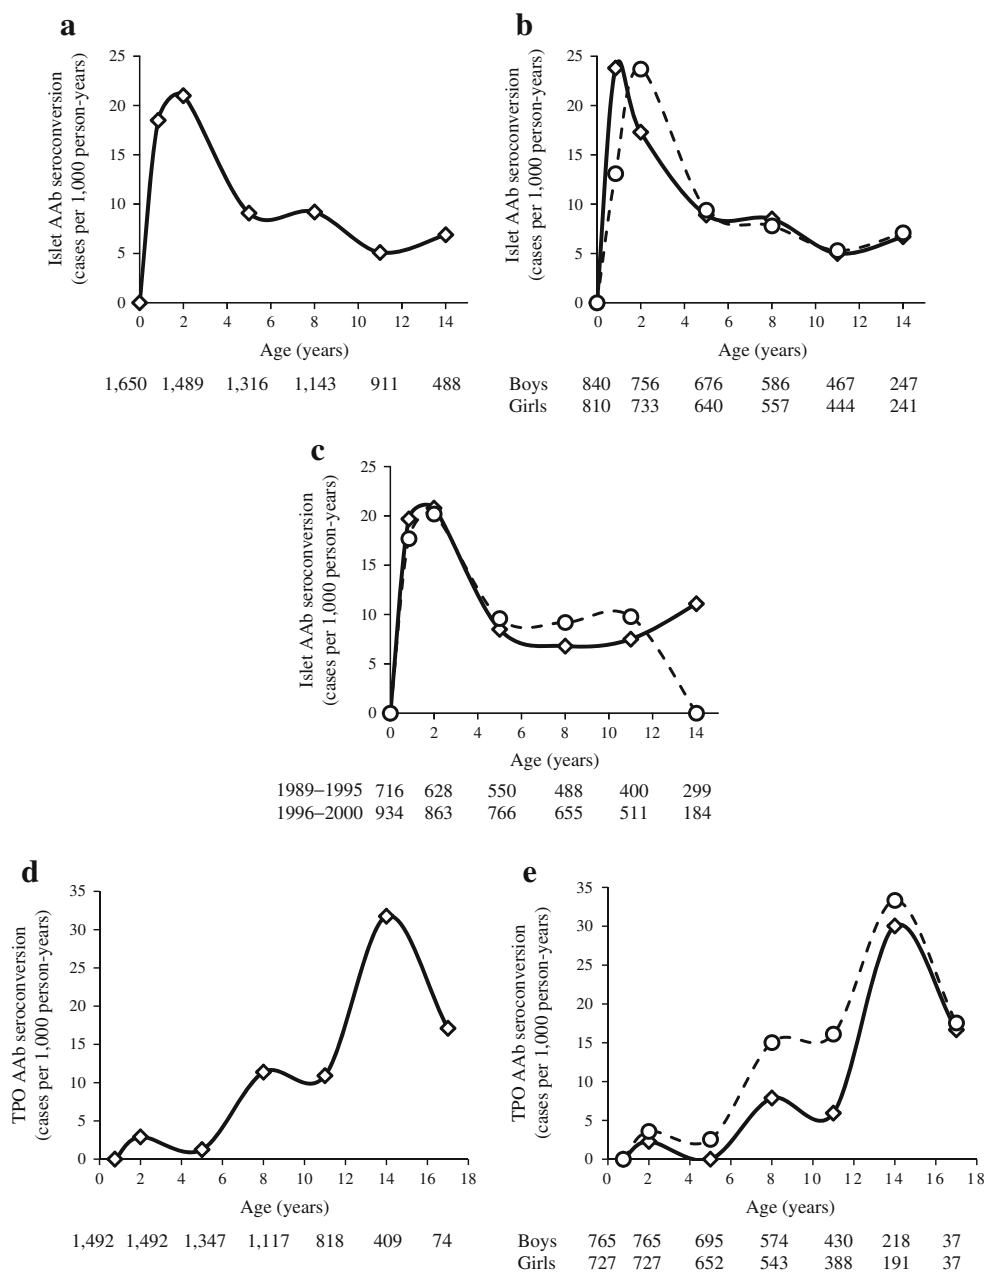 a
Islet AAb seroconversion
(cases per 1,000 person-years)
25
20
15
10
5
0
0 2 4 6 8 10 12 14
Age (years)
1,650 1,489 1,316 1,143 911 488
b
Islet AAb seroconversion
(cases per 1,000 person-years)
25
20
15
10
5
0
0 2 4 6 8 10 12 14
Age (years)
Boys 840 756 676 586 467 247
Girls 810 733 640 557 444 241
c
Islet AAb seroconversion
(cases per 1,000 person-years)
25
20
15
10
5
0
0 2 4 6 8 10 12 14
Age (years)
1989–1995 716 628 550 488 400 299
1996–2000 934 863 766 655 511 184
d
TPO AAb seroconversion
(cases per 1,000 person-years)
35
30
25
20
15
10
5
0
0 2 4 6 8 10 12 14 16 18
Age (years)
1,492 1,492 1,347 1,117 818 409 74
e
TPO AAb seroconversion
(cases per 1,000 person-years)
35
30
25
20
15
10
5
0
0 2 4 6 8 10 12 14 16 18
Age (years)
Boys 765 765 695 574 430 218 37
Girls 727 727 652 543 388 191 37